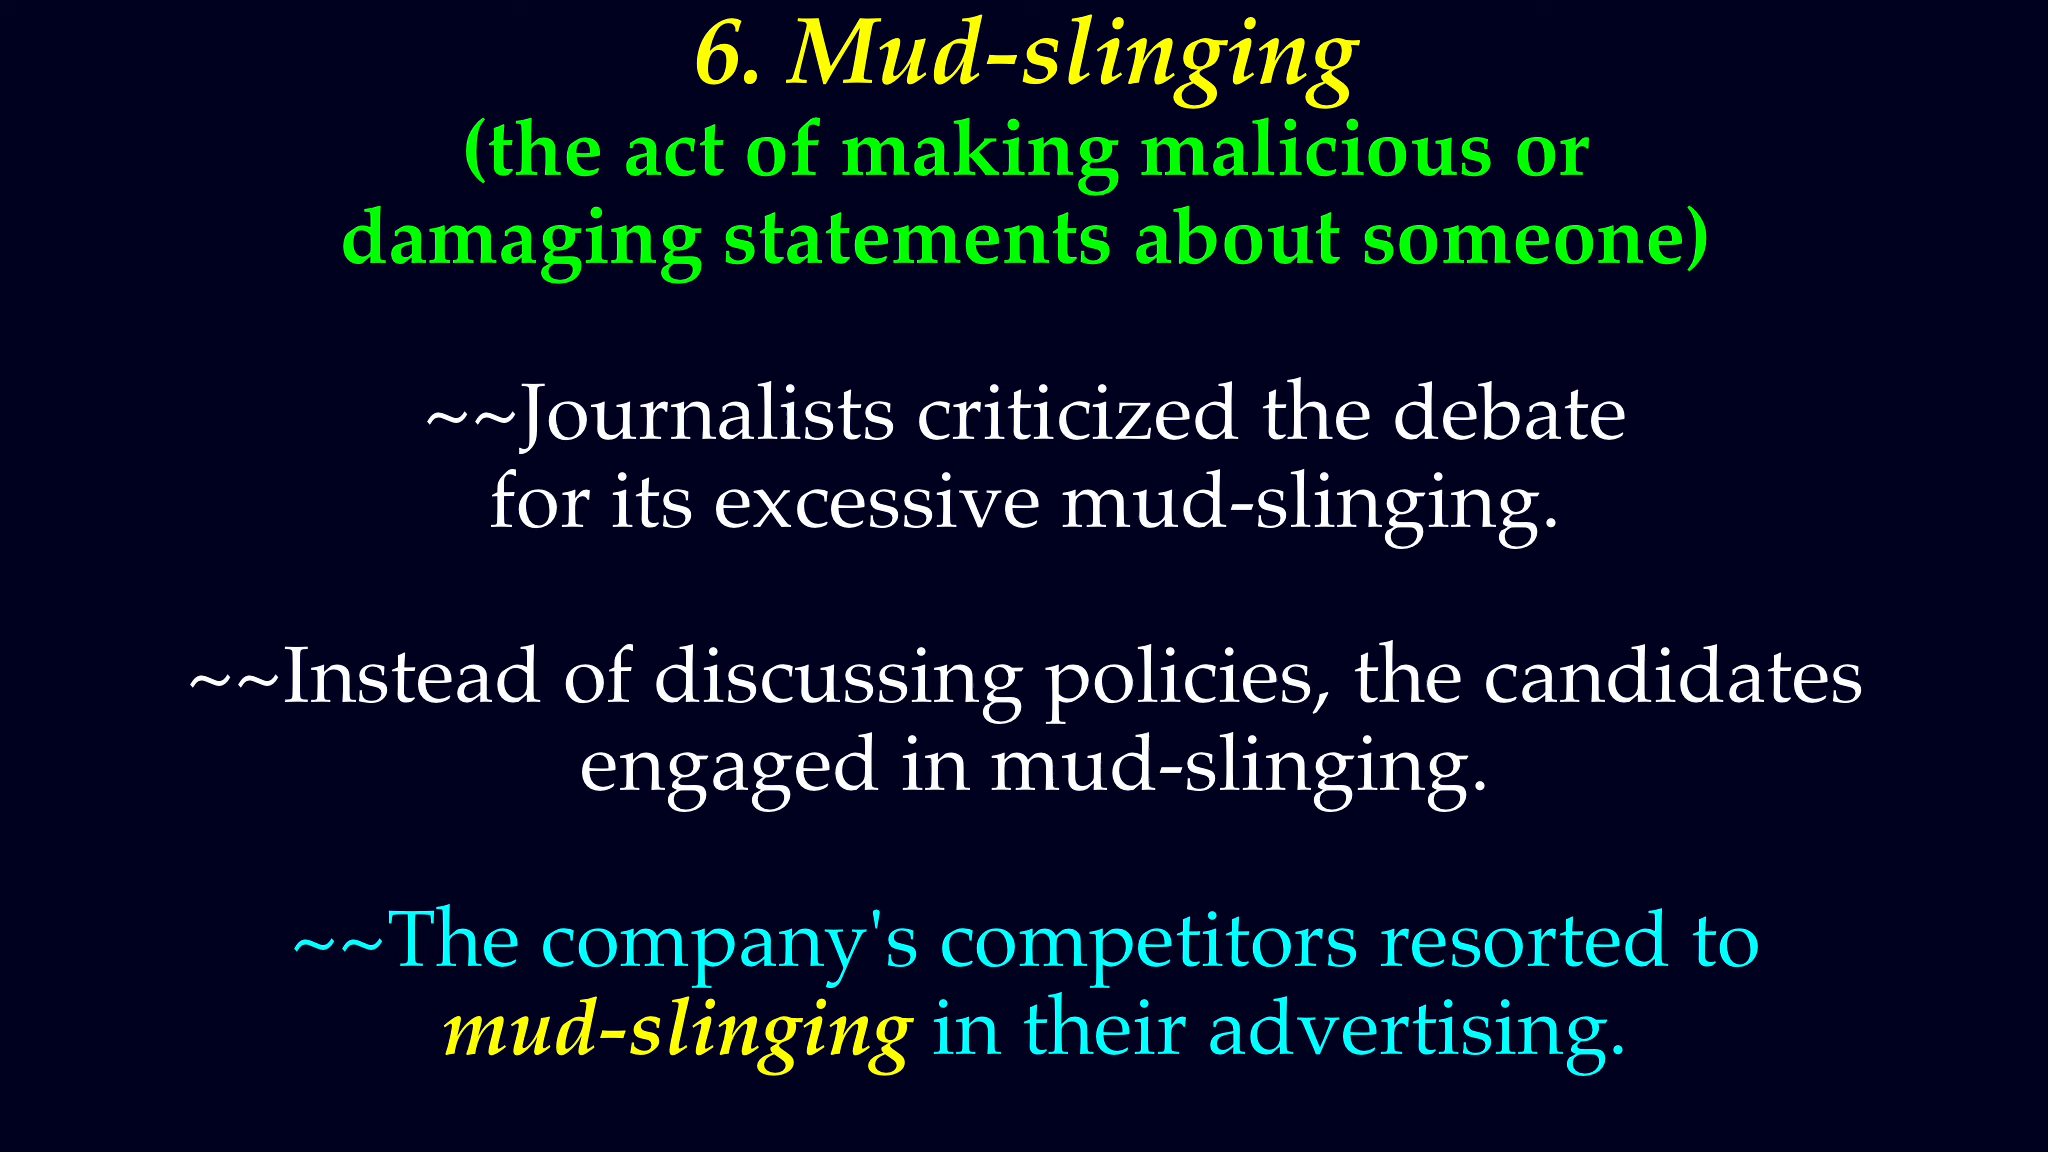 6. Mud-slinging
(the act of making malicious or
damaging statements about someone)
~~Journalists criticized the debate
for its excessive mud-slinging.
~~Instead of discussing policies, the candidates
engaged in mud-slinging.
~~The company's competitors resorted to
mud-slinging in their advertising.